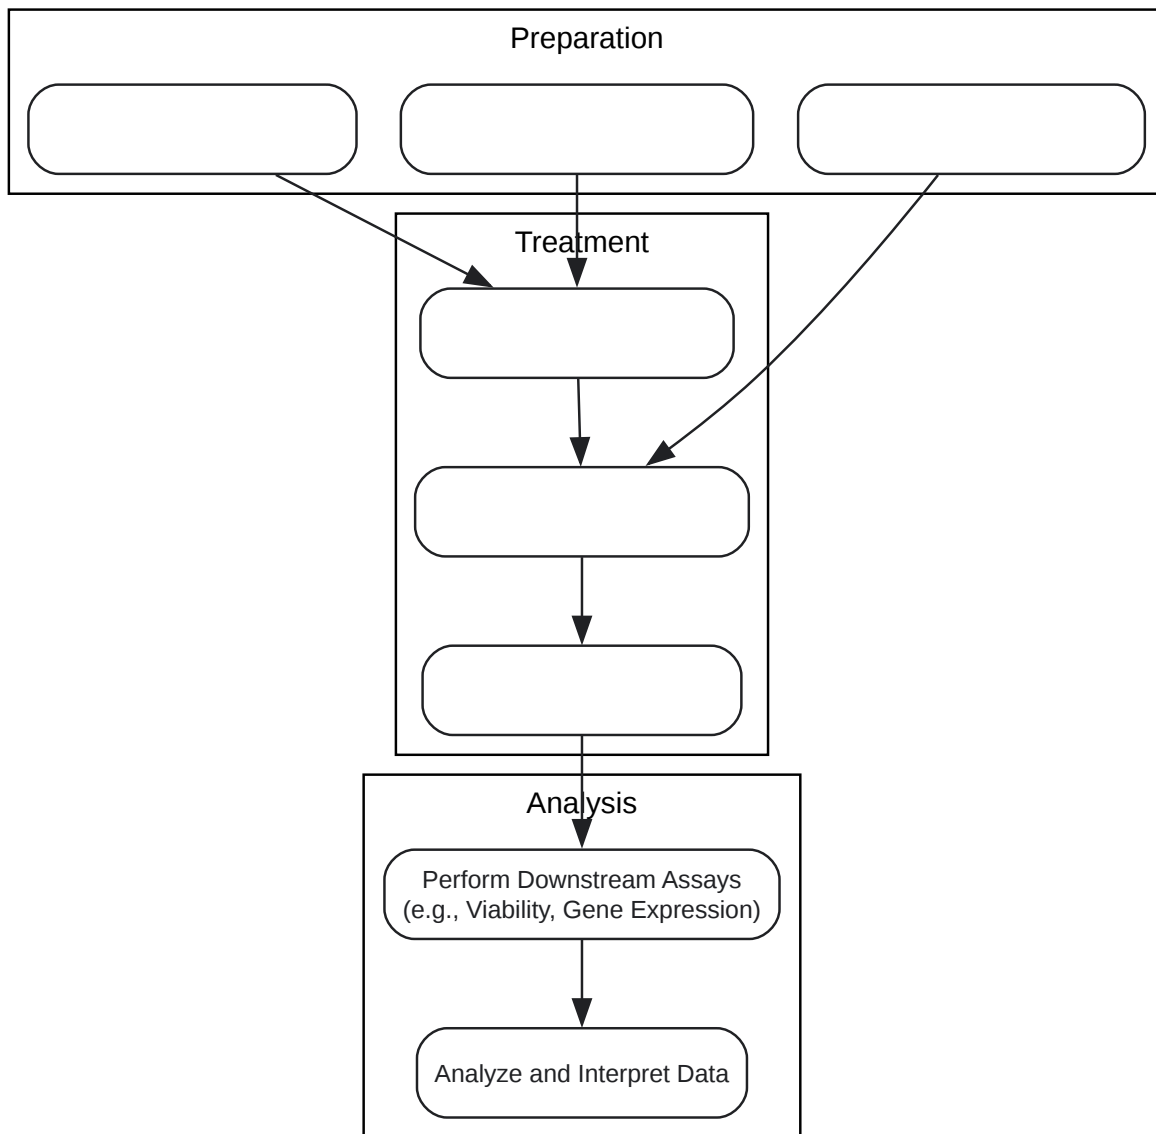 Preparation
Treatment
Analysis
Perform Downstream Assays
(e.g., Viability, Gene Expression)
Analyze and Interpret Data